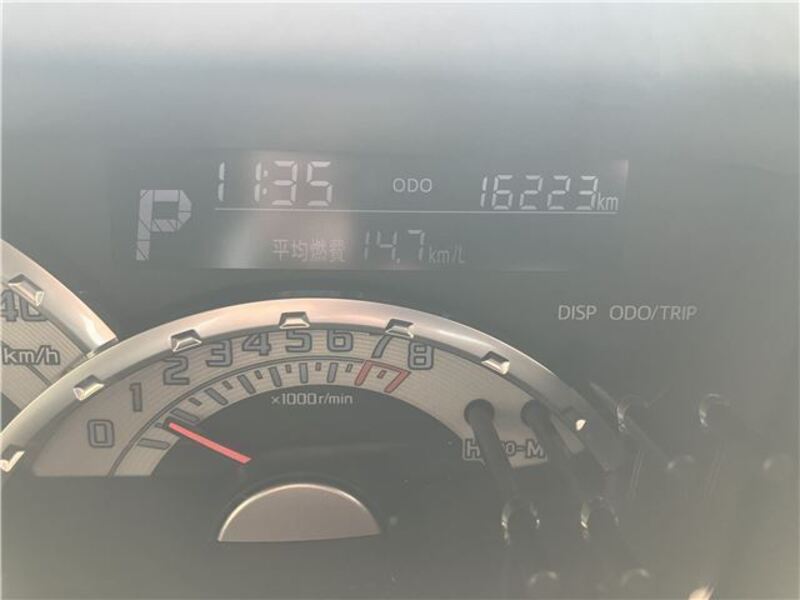 11:35 ODO 16223km
P
平均燃費 14.7km/L
DISP ODO/TRIP
40
km/h
0 1 2 3 4 5 6 7 8
×1000r/min